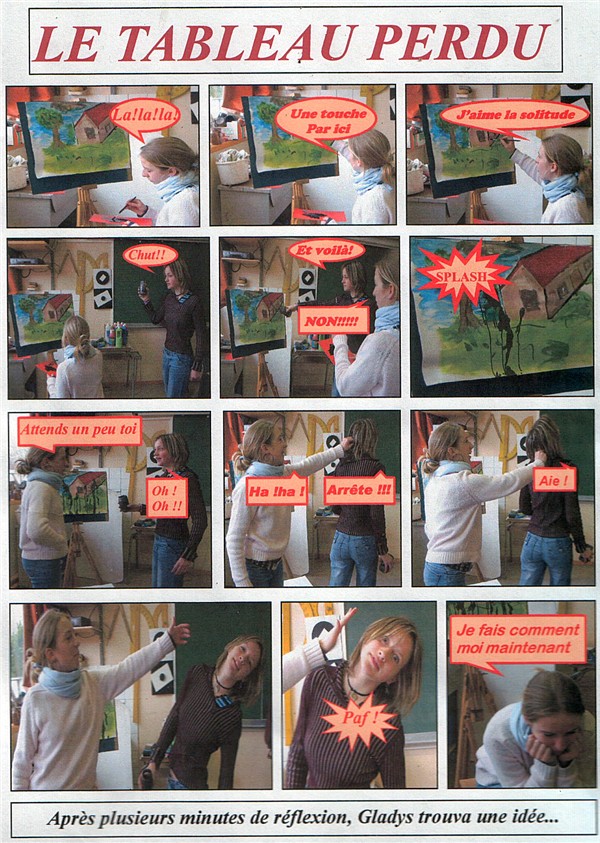 LE TABLEAU PERDU
La!la!la!
Une touche
Par ici
J'aime la solitude
Chut!!
Et voilà!
NON!!!!!
SPLASH
Attends un peu toi
Oh !
Oh !!
Ha !ha !
Arrête !!!
Aie !
Paf !
Je fais comment
moi maintenant
Après plusieurs minutes de réflexion, Gladys trouva une idée...